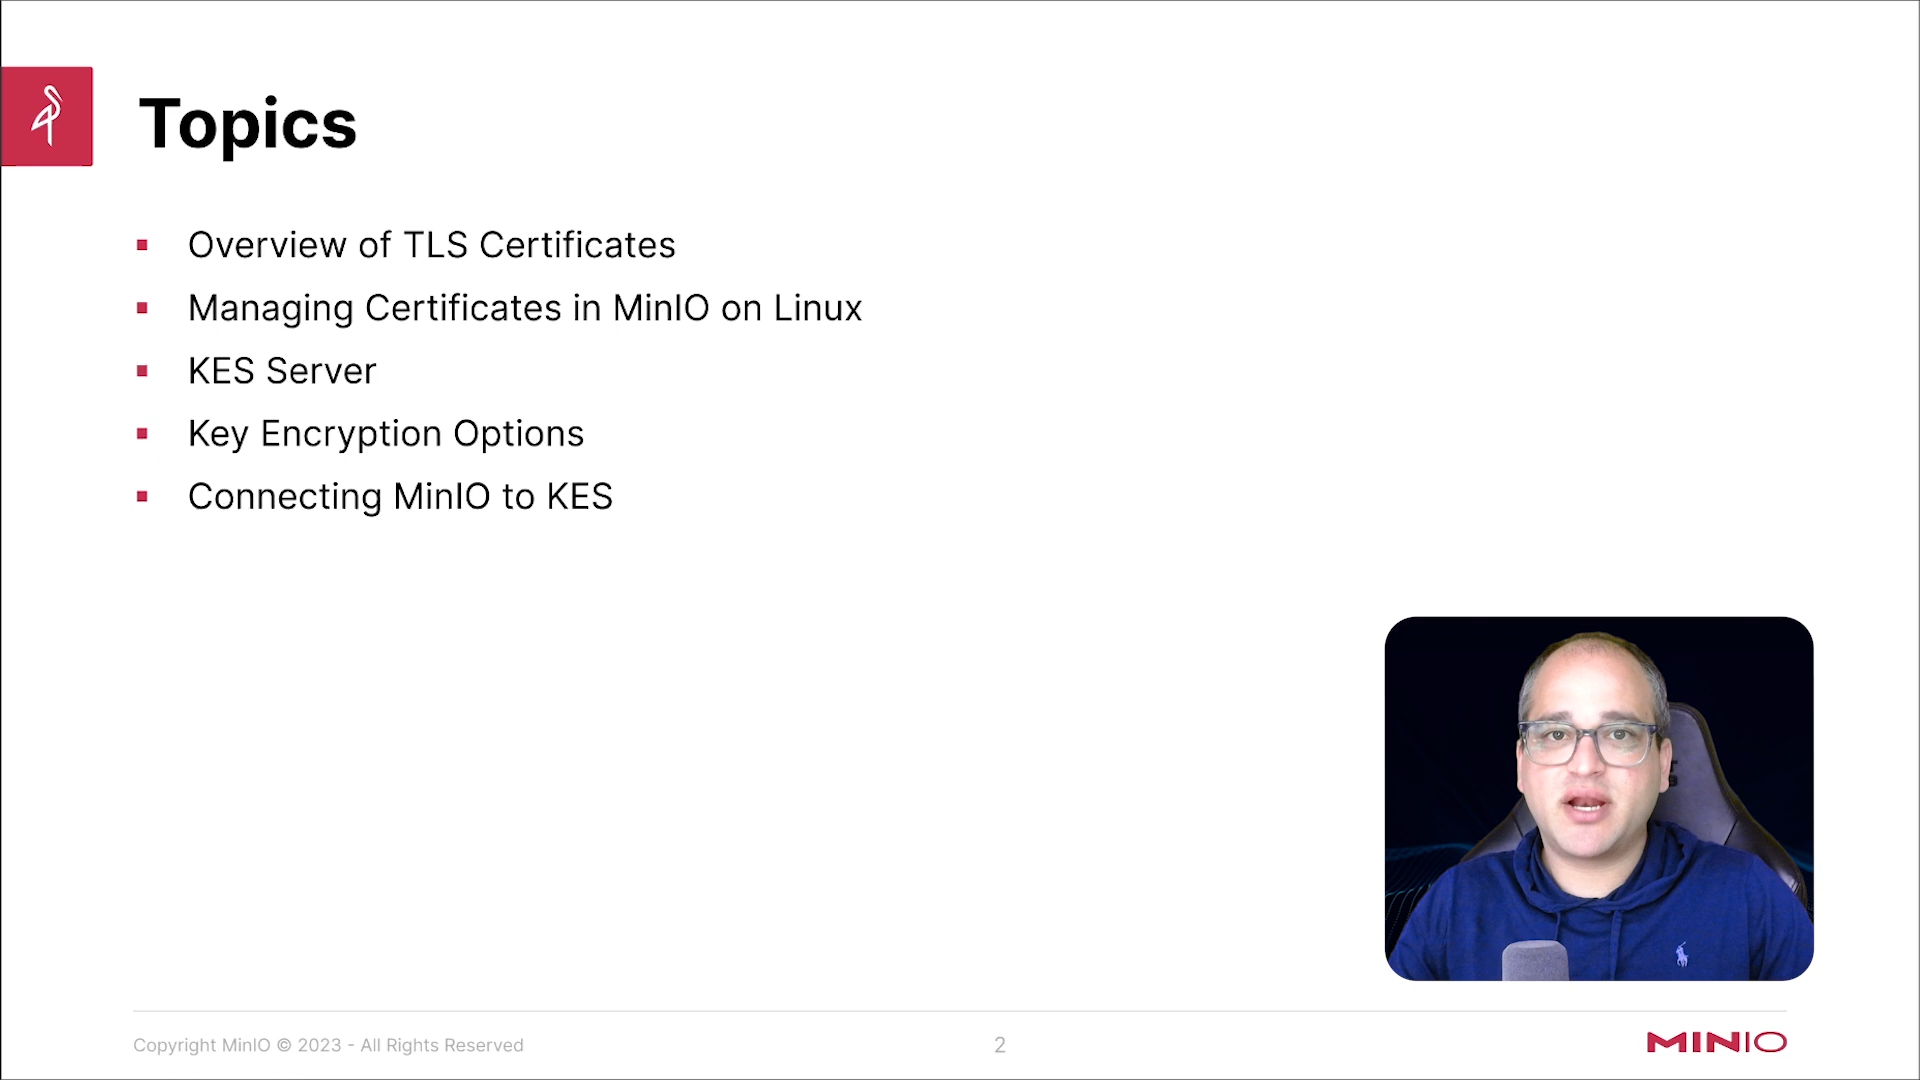 Topics
Overview of TLS Certificates
Managing Certificates in MinIO on Linux
KES Server
Key Encryption Options
Connecting MinIO to KES
Copyright MinIO © 2023 - All Rights Reserved
2
MINIO